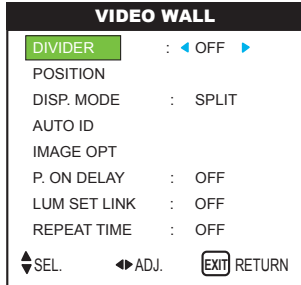 VIDEO WALL
DIVIDER : OFF
POSITION
DISP. MODE : SPLIT
AUTO ID
IMAGE OPT
P. ON DELAY : OFF
LUM SET LINK : OFF
REPEAT TIME : OFF
SEL. ADJ. EXIT RETURN